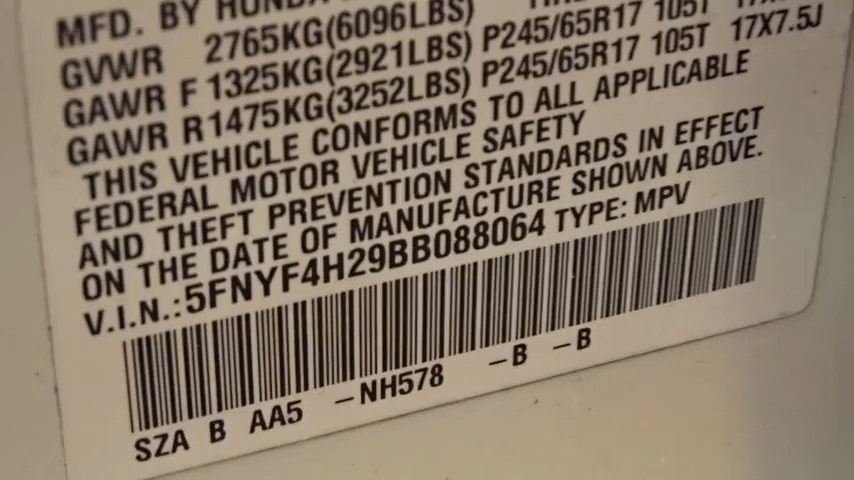 MFD. BY HONDA
GVWR 2765KG(6096LBS)
GAWR F 1325KG(2921LBS) P245/65R17 105T
GAWR R1475KG(3252LBS) P245/65R17 105T 17X7.5J
THIS VEHICLE CONFORMS TO ALL APPLICABLE
FEDERAL MOTOR VEHICLE SAFETY
AND THEFT PREVENTION STANDARDS IN EFFECT
ON THE DATE OF MANUFACTURE SHOWN ABOVE.
V.I.N.:5FNYF4H29BB088064 TYPE: MPV
SZA B AA5 –NH578 –B –B